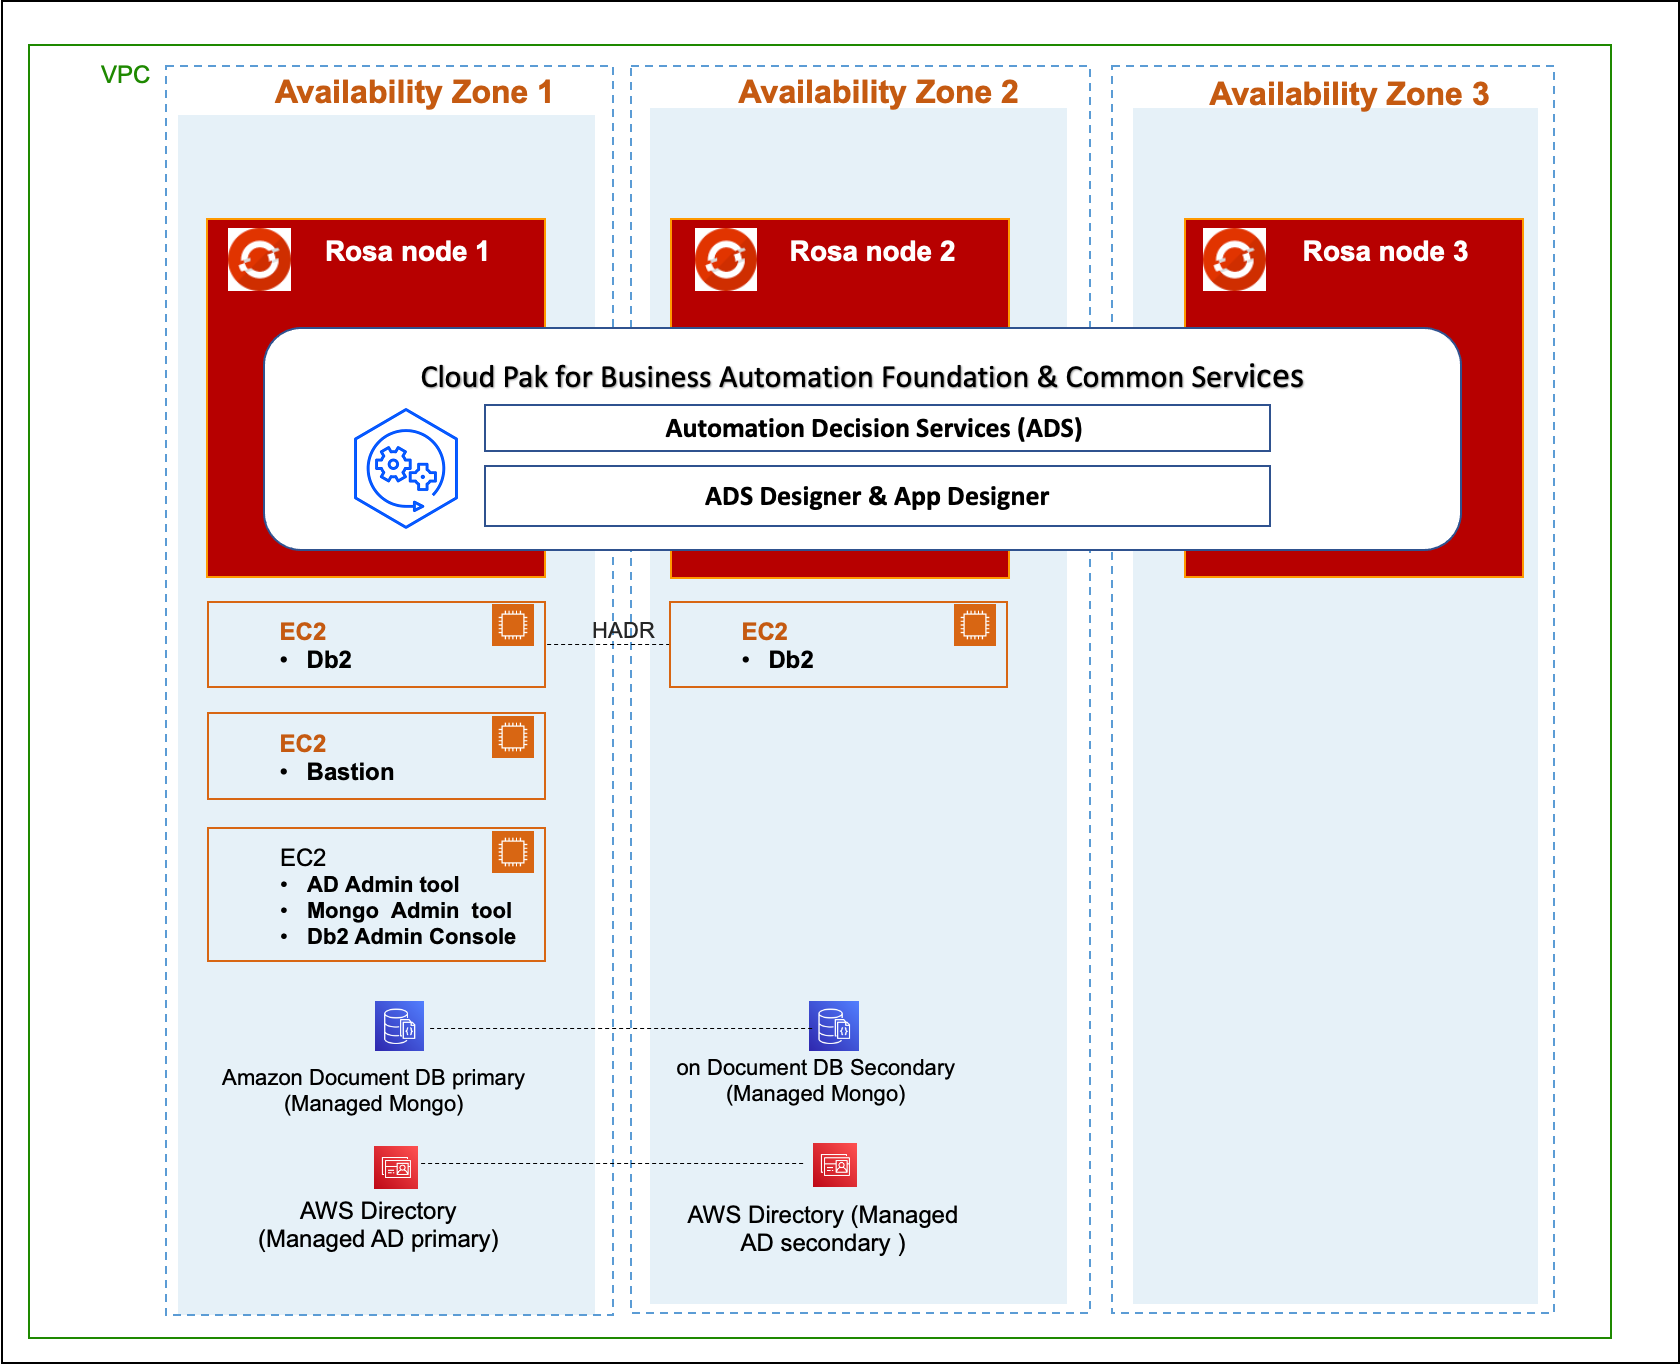 VPC
Availability Zone 1
Availability Zone 2
Availability Zone 3
Rosa node 1
Rosa node 2
Rosa node 3
Cloud Pak for Business Automation Foundation & Common Services
Automation Decision Services (ADS)
ADS Designer & App Designer
EC2
• Db2
HADR
EC2
• Db2
EC2
• Bastion
EC2
• AD Admin tool
• Mongo Admin tool
• Db2 Admin Console
Amazon Document DB primary
(Managed Mongo)
on Document DB Secondary
(Managed Mongo)
AWS Directory
(Managed AD primary)
AWS Directory (Managed
AD secondary )